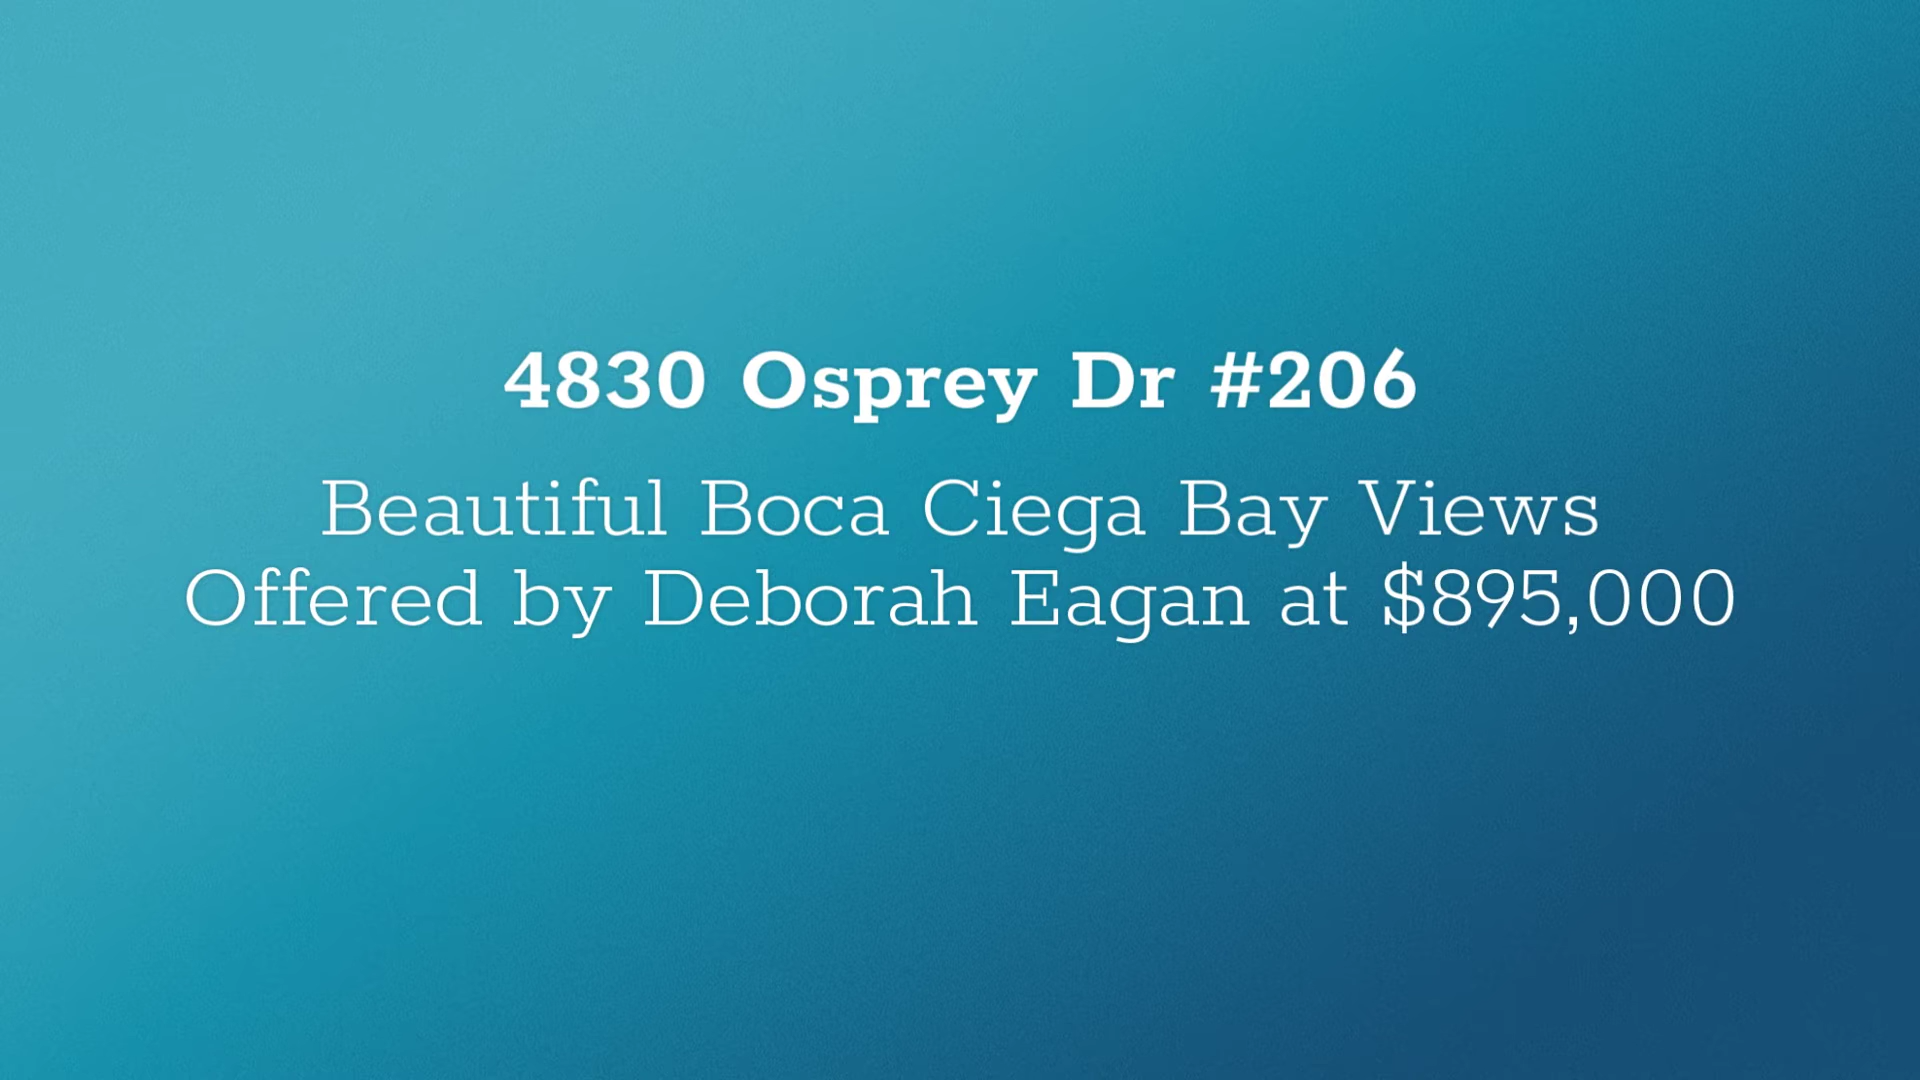 4830 Osprey Dr #206
Beautiful Boca Ciega Bay Views
Offered by Deborah Eagan at $895,000